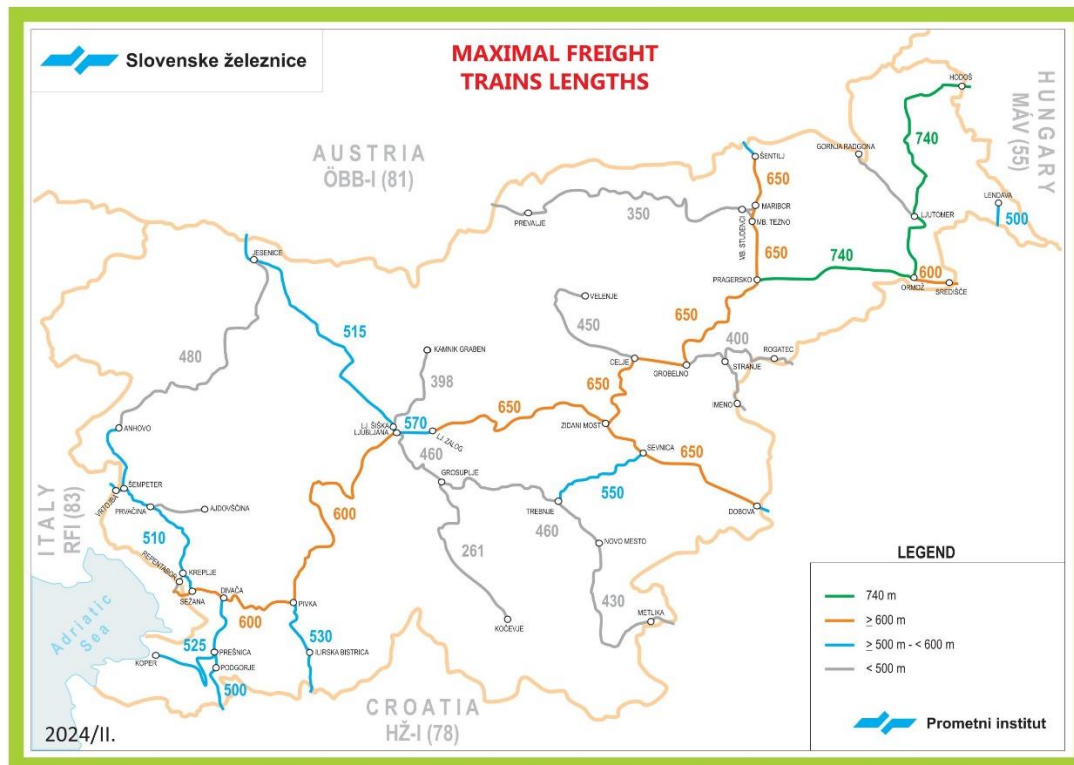 Slovenske železnice
MAXIMAL FREIGHT
TRAINS LENGTHS
AUSTRIA
ÖBB-I (81)
HUNGARY
MÁV (55)
ITALY
RFI (83)
CROATIA
HŽ-I (78)
Adriatic
Sea
HODOŠ
740
GORNJA RADGONA
ŠENTILJ
650
LENDAVA
500
MARIBOR
350
PREVALJE
MB. STUDENCI
MB. TEZNO
LJUTOMER
650
JESENICE
PRAGERSKO
740
600
ORMOŽ
SREDIŠČE
VELENJE
650
450
515
400
ROGATEC
KAMNIK GRABEN
480
CELJE
GROBELNO
STRANJE
398
650
IMENO
650
LJ. ŠIŠKA
LJUBLJANA
570
LJ. ZALOG
ZIDANI MOST
ANHOVO
460
SEVNICA
650
GROSUPLJE
ŠEMPETER
VRTOJBA
550
PRVAČINA
AJDOVŠČINA
TREBNJE
DOBOVA
600
510
460
NOVO MESTO
261
REPENTABOR
KREPLJE
SEŽANA
DIVAČA
600
PIVKA
430
METLIKA
KOČEVJE
525
530
KOPER
PREŠNICA
ILIRSKA BISTRICA
PODGORJE
500
LEGEND
740 m
≥ 600 m
≥ 500 m - < 600 m
< 500 m
Prometni institut
2024/II.